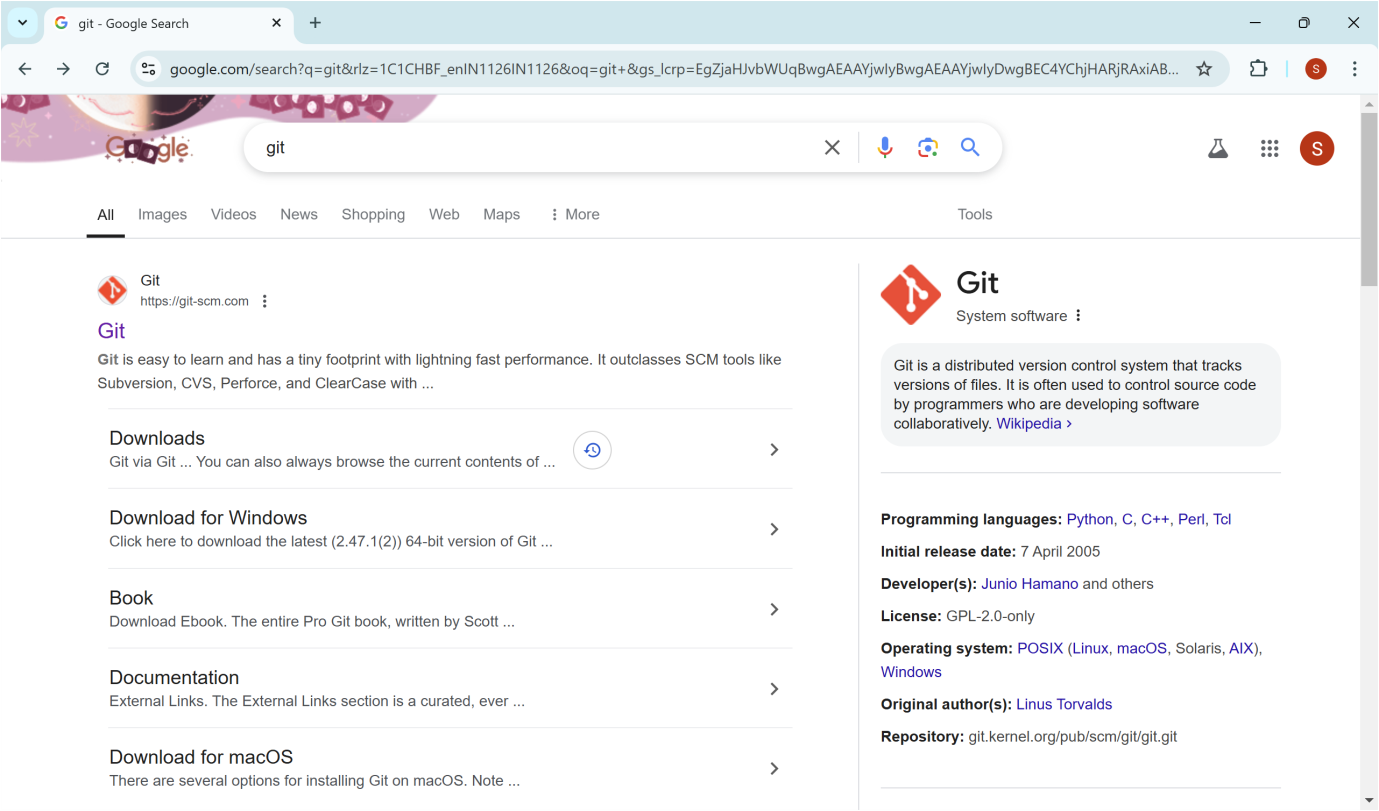 git - Google Search
google.com/search?q=git&rlz=1C1CHBF_enIN1126IN1126&oq=git+&gs_lcrp=EgZjaHJvbWUqBwgAEAAYjwIyBwgAEAAYjwIyDwgBEC4YChjHARjRAxiAB...
S
Google
git
S
All Images Videos News Shopping Web Maps More Tools
Git
https://git-scm.com
Git
Git is easy to learn and has a tiny footprint with lightning fast performance. It outclasses SCM tools like
Subversion, CVS, Perforce, and ClearCase with ...
Downloads
Git via Git ... You can also always browse the current contents of ...
Download for Windows
Click here to download the latest (2.47.1(2)) 64-bit version of Git ...
Book
Download Ebook. The entire Pro Git book, written by Scott ...
Documentation
External Links. The External Links section is a curated, ever ...
Download for macOS
There are several options for installing Git on macOS. Note ...
Git
System software
Git is a distributed version control system that tracks
versions of files. It is often used to control source code
by programmers who are developing software
collaboratively. Wikipedia ›
Programming languages: Python, C, C++, Perl, Tcl
Initial release date: 7 April 2005
Developer(s): Junio Hamano and others
License: GPL-2.0-only
Operating system: POSIX (Linux, macOS, Solaris, AIX),
Windows
Original author(s): Linus Torvalds
Repository: git.kernel.org/pub/scm/git/git.git